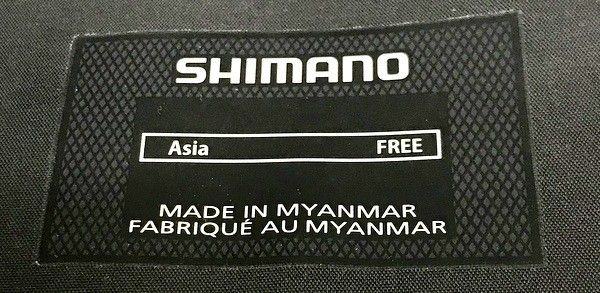 SHIMANO
Asia FREE
MADE IN MYANMAR
FABRIQUÉ AU MYANMAR